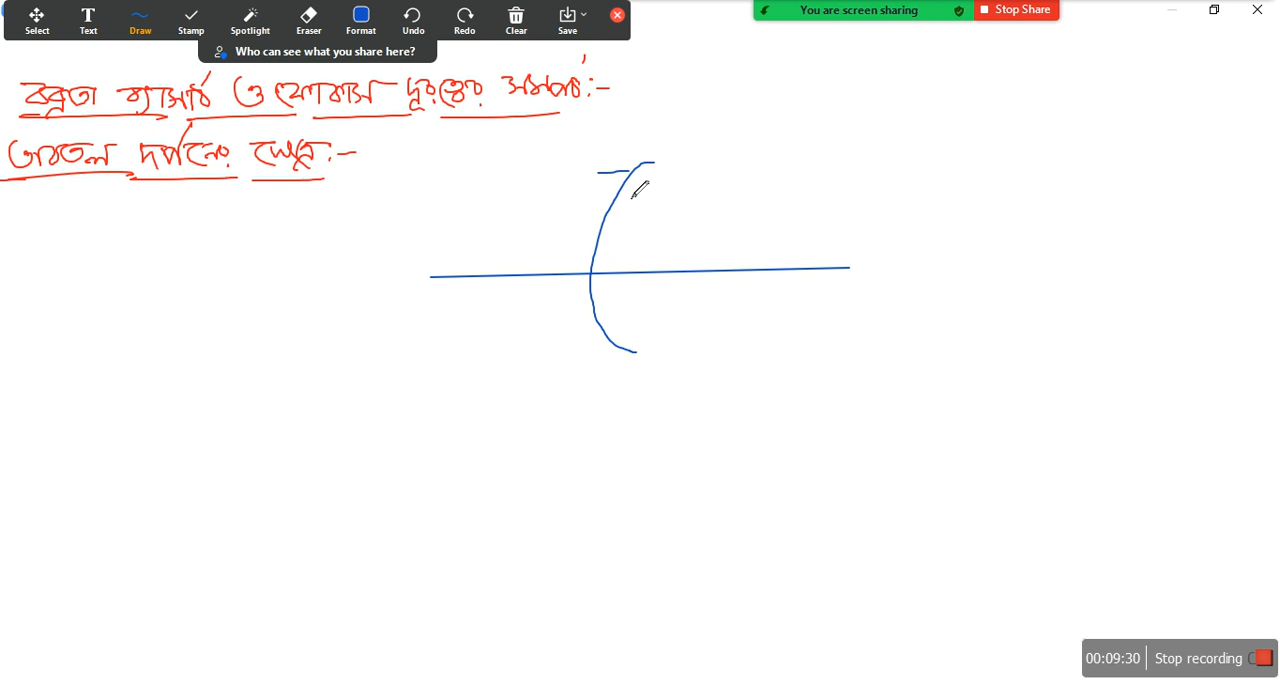 Select Text Draw Stamp Spotlight Eraser Format Undo Redo Clear Save
Who can see what you share here?
You are screen sharing Stop Share
বক্রতা ব্যাসার্ধ ও ফোকাস দূরত্বের সম্পর্ক:-
অবতল দর্পনের ক্ষেত্রে:-
00:09:30 Stop recording